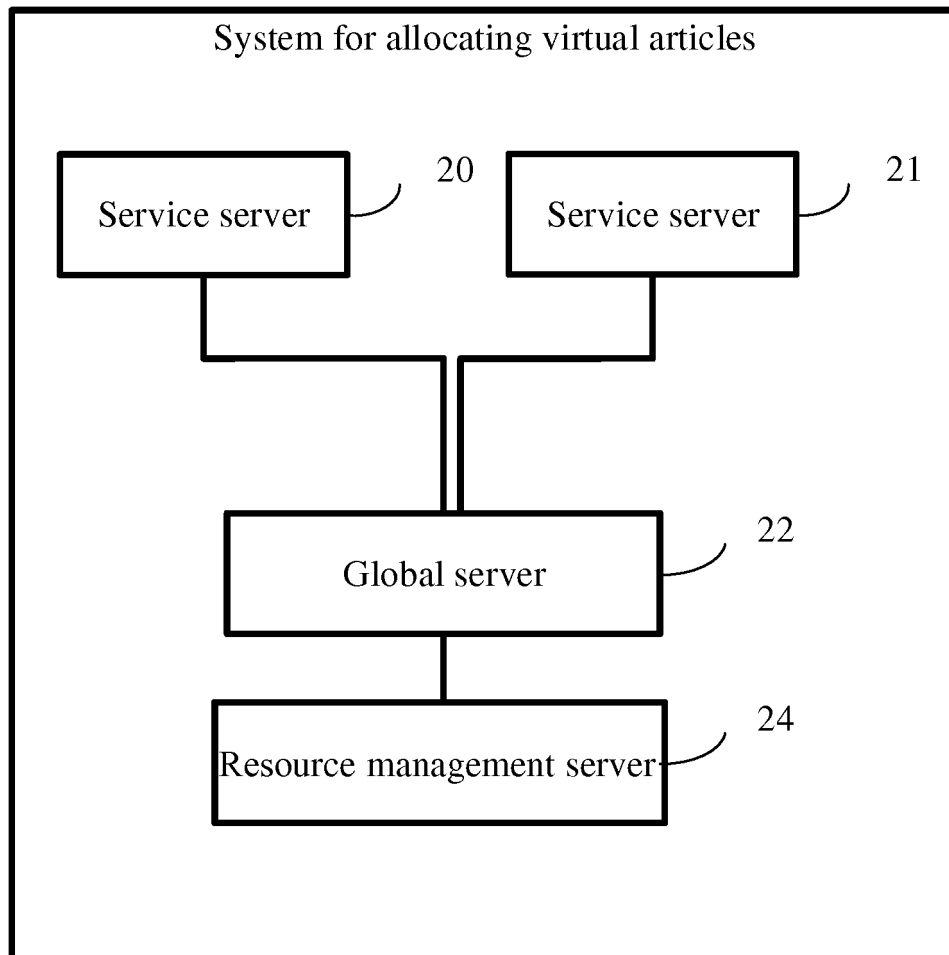 System for allocating virtual articles
20
21
Service server
Service server
22
Global server
24
Resource management server